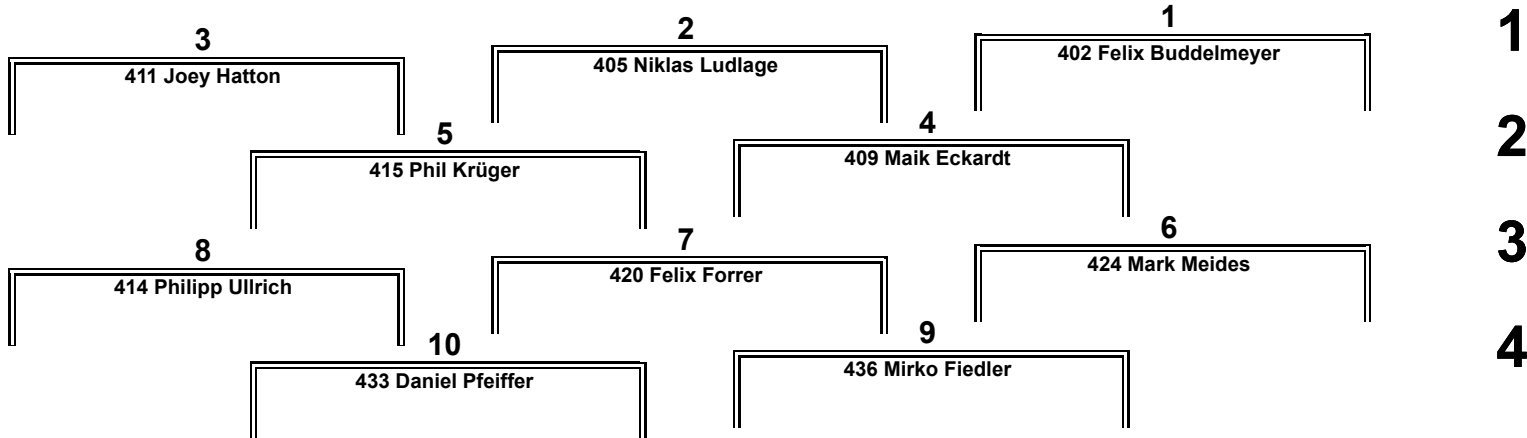 3 2 1 1
411 Joey Hatton 405 Niklas Ludlage 402 Felix Buddelmeyer
5 4 2
415 Phil Krüger 409 Maik Eckardt
8 7 6 3
414 Philipp Ullrich 420 Felix Forrer 424 Mark Meides
10 9 4
433 Daniel Pfeiffer 436 Mirko Fiedler